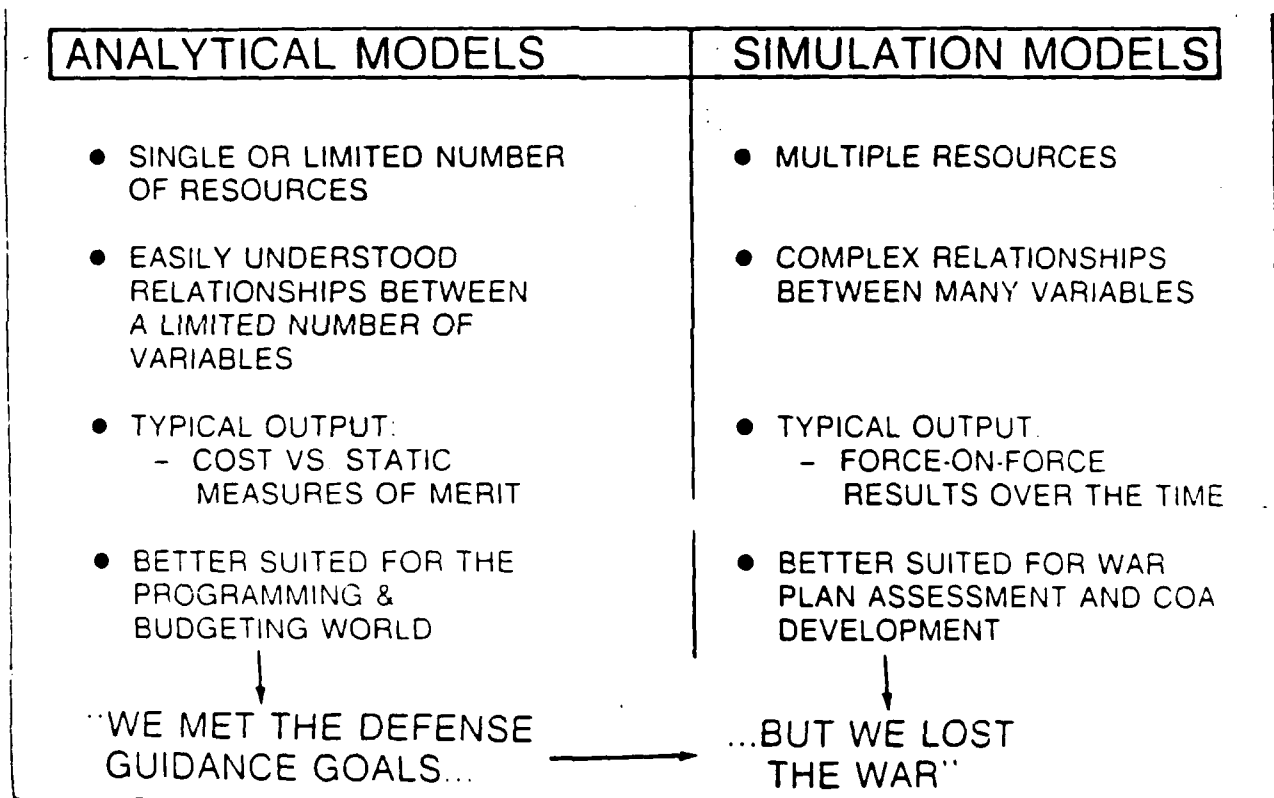 ANALYTICAL MODELS
● SINGLE OR LIMITED NUMBER
OF RESOURCES
● EASILY UNDERSTOOD
RELATIONSHIPS BETWEEN
A LIMITED NUMBER OF
VARIABLES
● TYPICAL OUTPUT:
– COST VS. STATIC
MEASURES OF MERIT
● BETTER SUITED FOR THE
PROGRAMMING &
BUDGETING WORLD
"WE MET THE DEFENSE
GUIDANCE GOALS...
SIMULATION MODELS
● MULTIPLE RESOURCES
● COMPLEX RELATIONSHIPS
BETWEEN MANY VARIABLES
● TYPICAL OUTPUT.
– FORCE-ON-FORCE
RESULTS OVER THE TIME
● BETTER SUITED FOR WAR
PLAN ASSESSMENT AND COA
DEVELOPMENT
...BUT WE LOST
THE WAR"